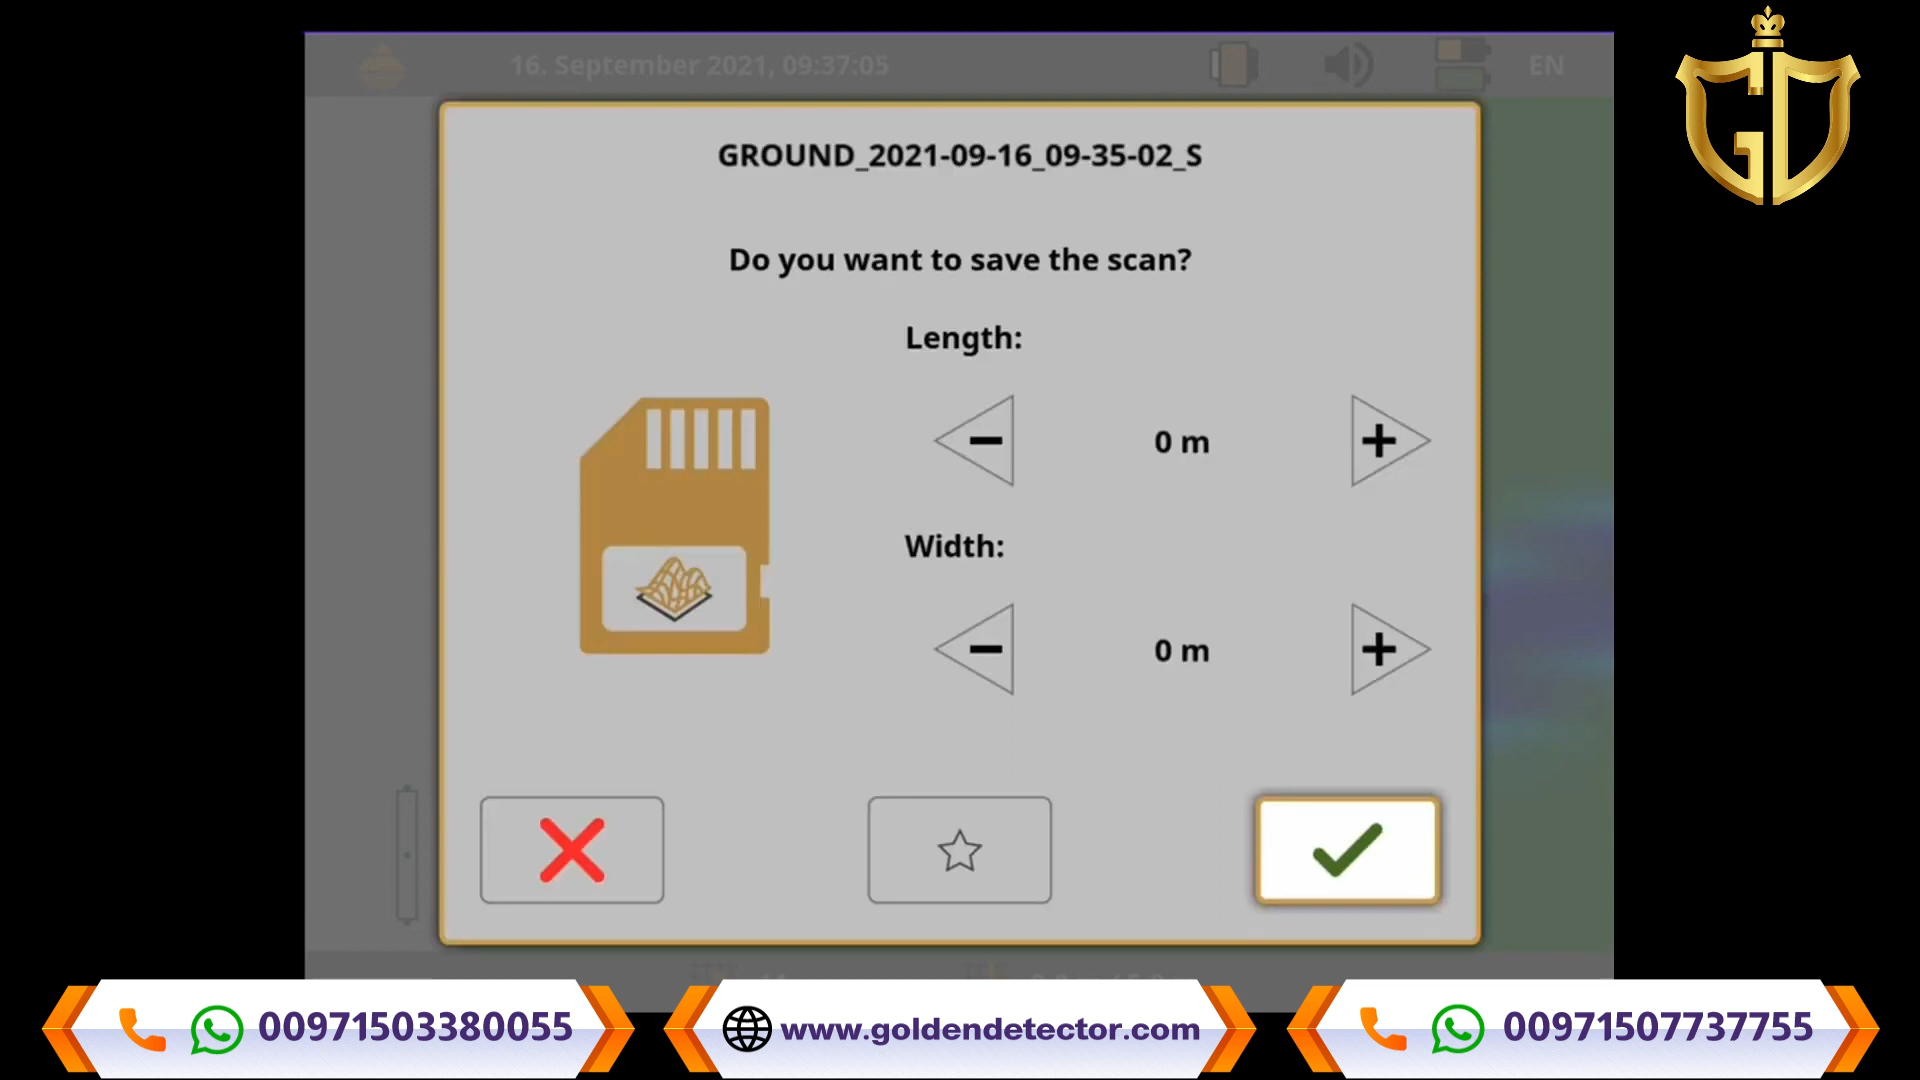 16. September 2021, 09:37:05
EN
GD
GROUND_2021-09-16_09-35-02_S
Do you want to save the scan?
Length:
0 m
Width:
0 m
00971503380055
www.goldendetector.com
00971507737755